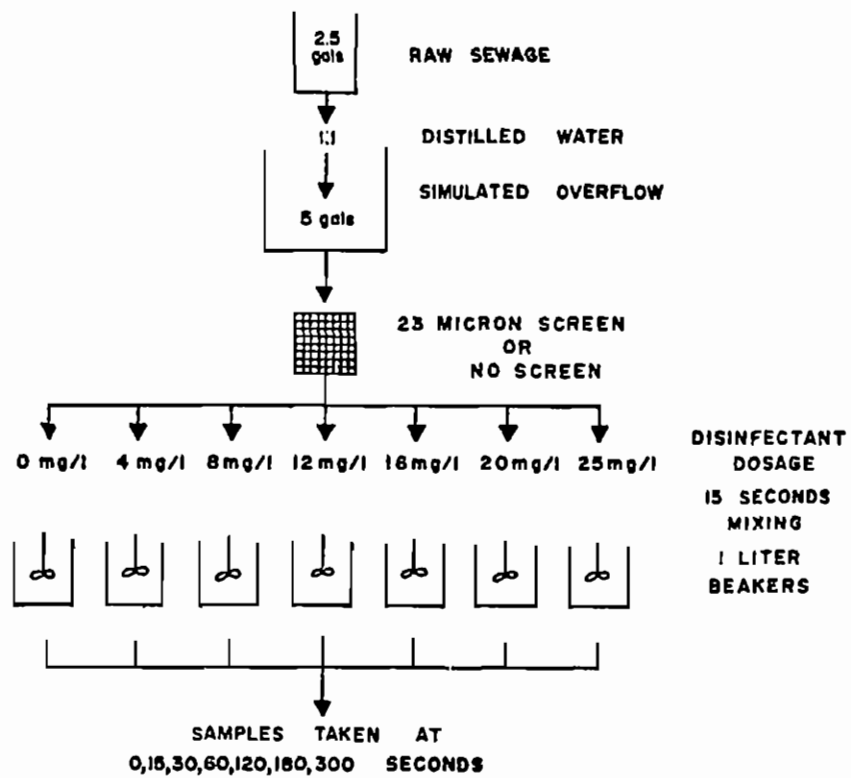 2.5
gals
RAW SEWAGE
1:1
DISTILLED WATER
SIMULATED OVERFLOW
5 gals
23 MICRON SCREEN
OR
NO SCREEN
0 mg/l 4 mg/l 8 mg/l 12 mg/l 16 mg/l 20 mg/l 25 mg/l
DISINFECTANT
DOSAGE
15 SECONDS
MIXING
1 LITER
BEAKERS
SAMPLES TAKEN AT
0,15,30,60,120,180,300 SECONDS